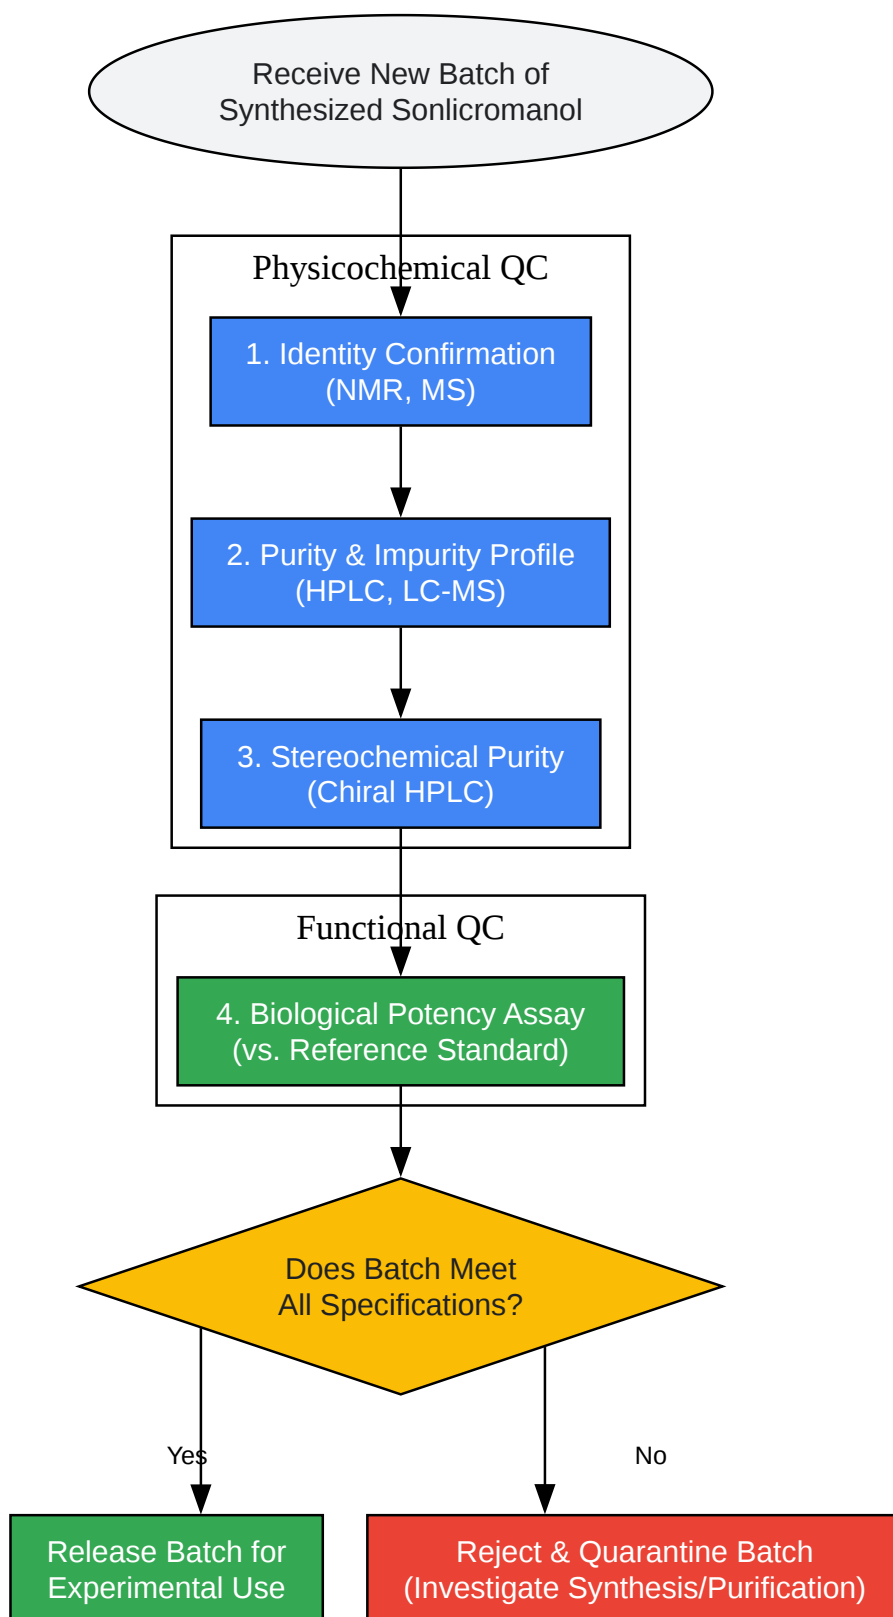 Receive New Batch of
Synthesized Sonlicromanol
Physicochemical QC
1. Identity Confirmation
(NMR, MS)
2. Purity & Impurity Profile
(HPLC, LC-MS)
3. Stereochemical Purity
(Chiral HPLC)
Functional QC
4. Biological Potency Assay
(vs. Reference Standard)
Does Batch Meet
All Specifications?
Yes
No
Release Batch for
Experimental Use
Reject & Quarantine Batch
(Investigate Synthesis/Purification)